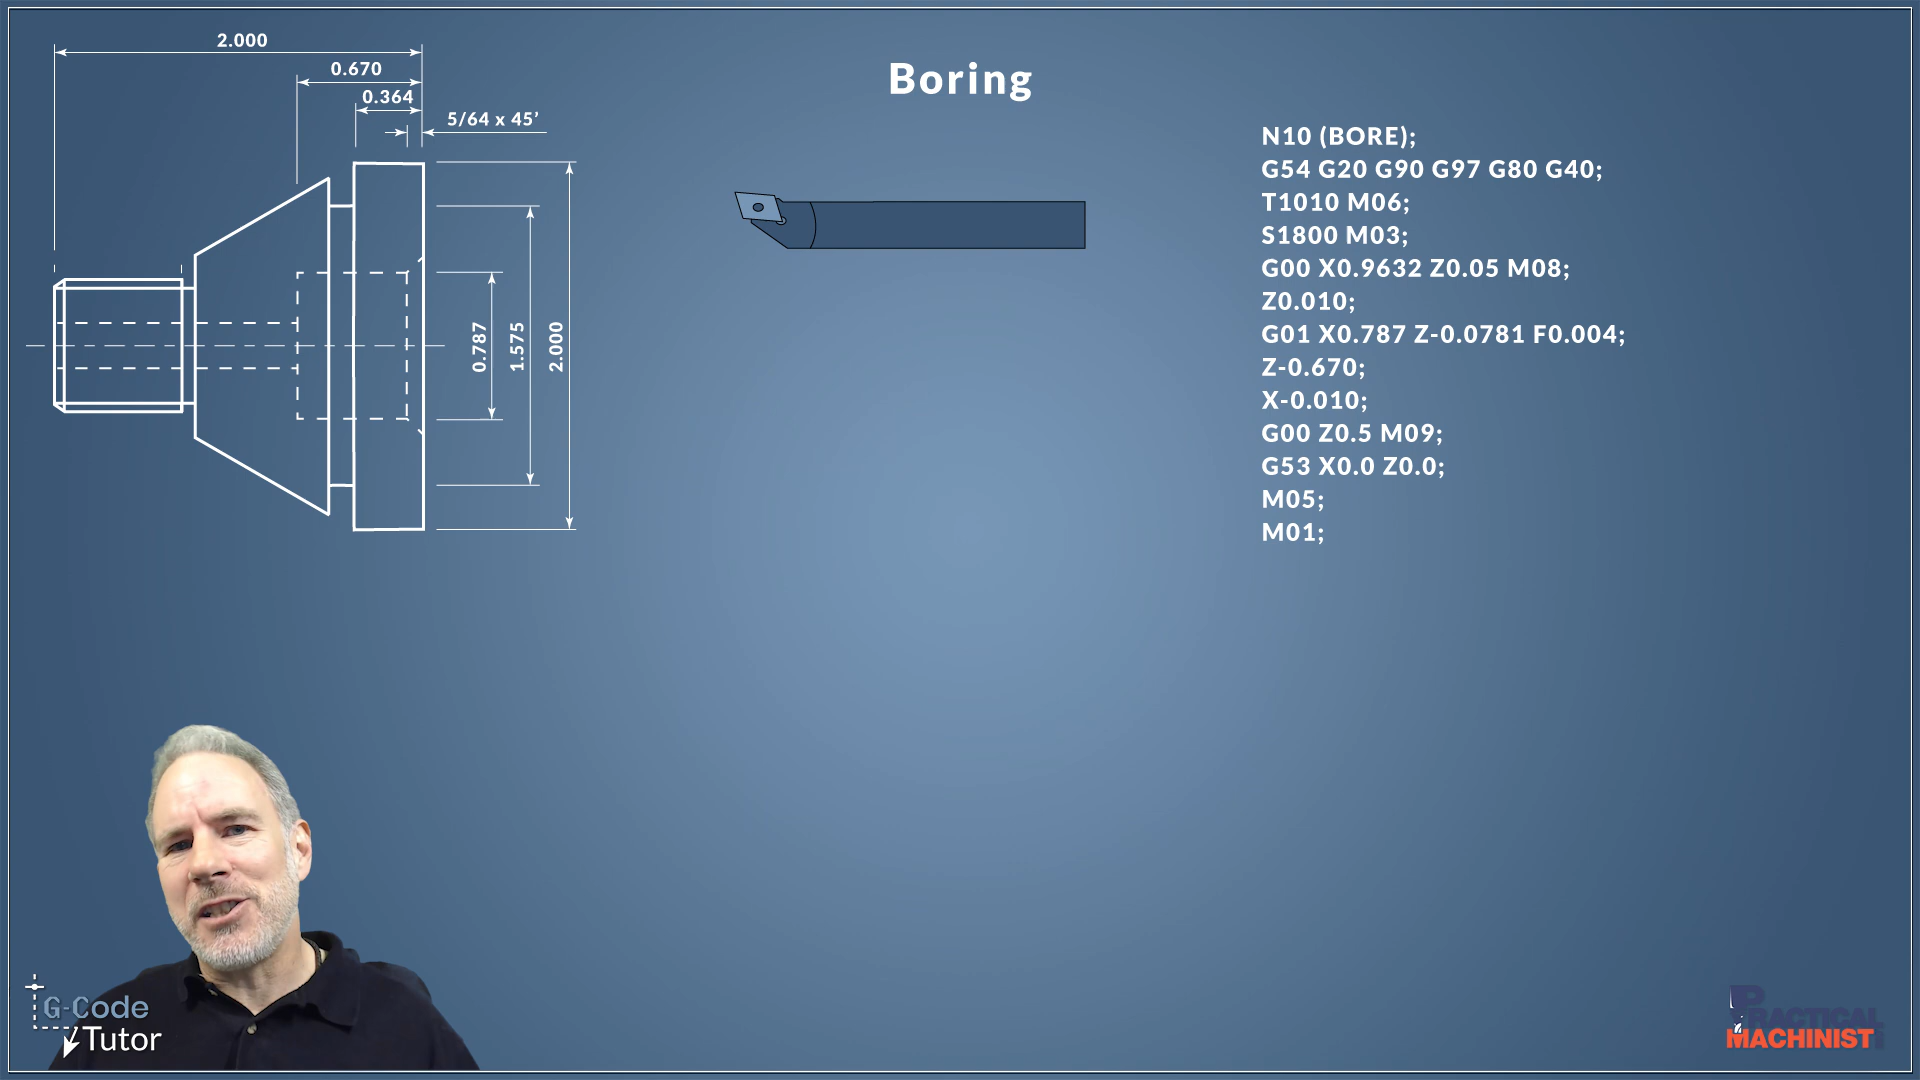 2.000
0.670
0.364
5/64 x 45’
0.787
1.575
2.000
Boring
N10 (BORE);
G54 G20 G90 G97 G80 G40;
T1010 M06;
S1800 M03;
G00 X0.9632 Z0.05 M08;
Z0.010;
G01 X0.787 Z-0.0781 F0.004;
Z-0.670;
X-0.010;
G00 Z0.5 M09;
G53 X0.0 Z0.0;
M05;
M01;
G-Code
Tutor
PRACTICAL
MACHINIST